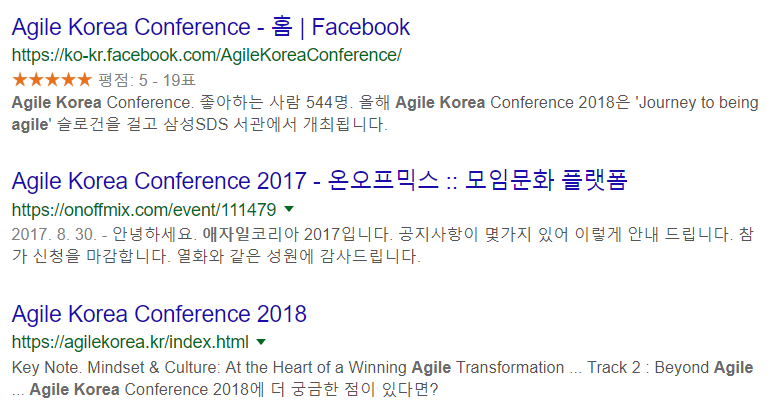 Agile Korea Conference - 홈 | Facebook
https://ko-kr.facebook.com/AgileKoreaConference/
★★★★★ 평점: 5 - 19표
Agile Korea Conference. 좋아하는 사람 544명. 올해 Agile Korea Conference 2018은 'Journey to being
agile' 슬로건을 걸고 삼성SDS 서관에서 개최됩니다.
Agile Korea Conference 2017 - 온오프믹스 :: 모임문화 플랫폼
https://onoffmix.com/event/111479
2017. 8. 30. - 안녕하세요. 애자일코리아 2017입니다. 공지사항이 몇가지 있어 이렇게 안내 드립니다. 참
가 신청을 마감합니다. 열화와 같은 성원에 감사드립니다.
Agile Korea Conference 2018
https://agilekorea.kr/index.html
Key Note. Mindset & Culture: At the Heart of a Winning Agile Transformation ... Track 2 : Beyond Agile
... Agile Korea Conference 2018에 더 궁금한 점이 있다면?